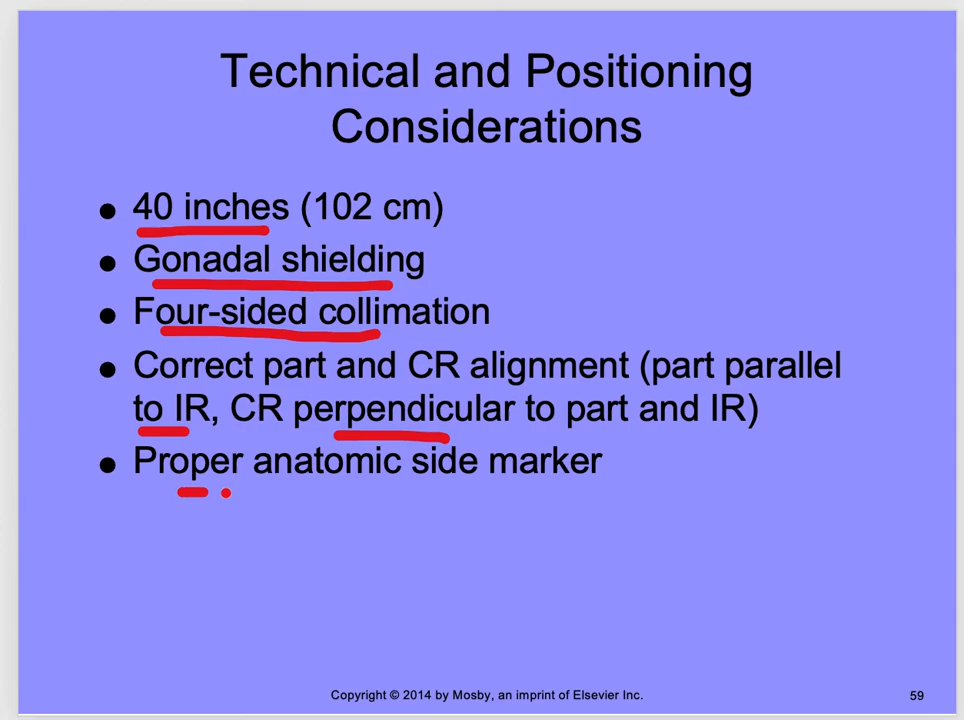 Technical and Positioning
Considerations
● 40 inches (102 cm)
● Gonadal shielding
● Four-sided collimation
● Correct part and CR alignment (part parallel
to IR, CR perpendicular to part and IR)
● Proper anatomic side marker
Copyright © 2014 by Mosby, an imprint of Elsevier Inc.
59